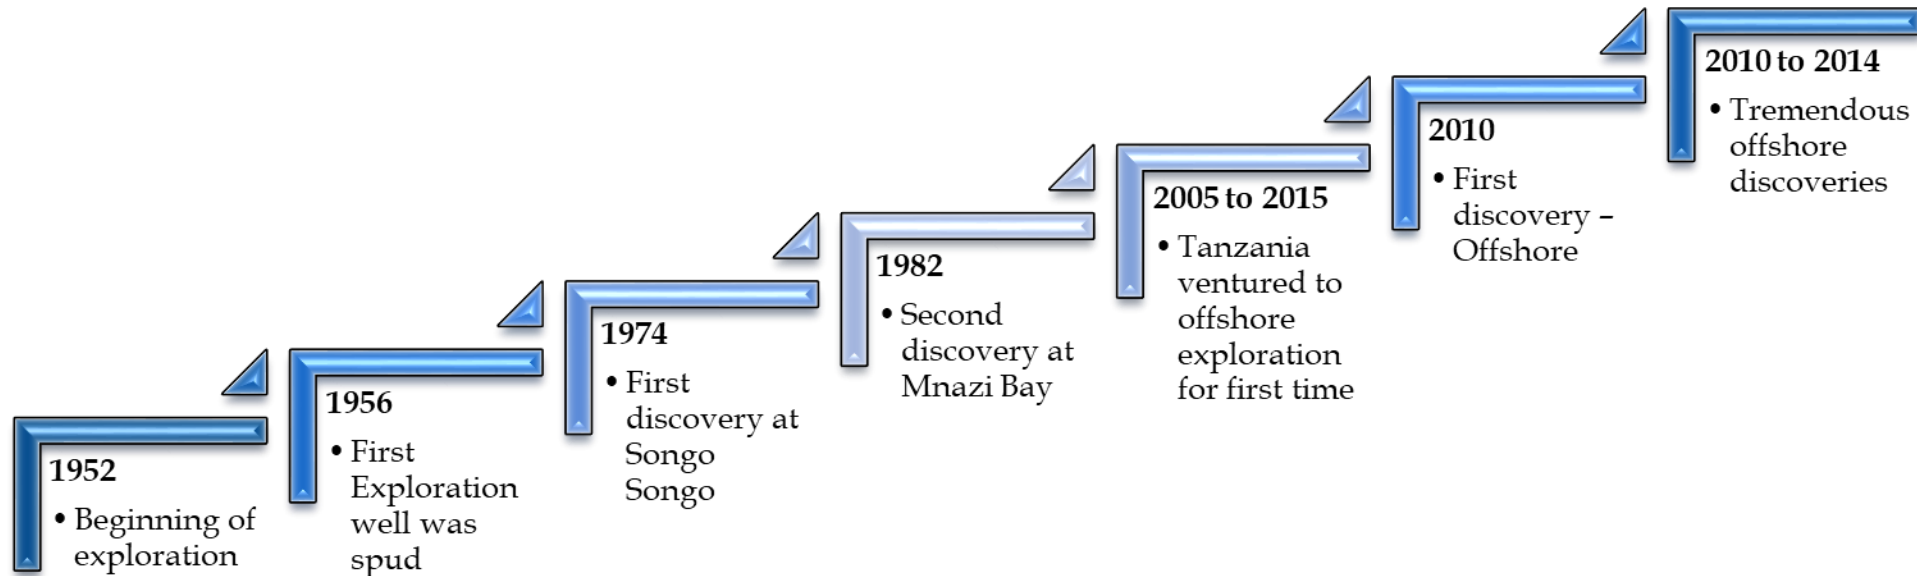 1952
• Beginning of
exploration
1956
• First
Exploration
well was
spud
1974
• First
discovery at
Songo
Songo
1982
• Second
discovery at
Mnazi Bay
2005 to 2015
• Tanzania
ventured to
offshore
exploration
for first time
2010
• First
discovery –
Offshore
2010 to 2014
• Tremendous
offshore
discoveries